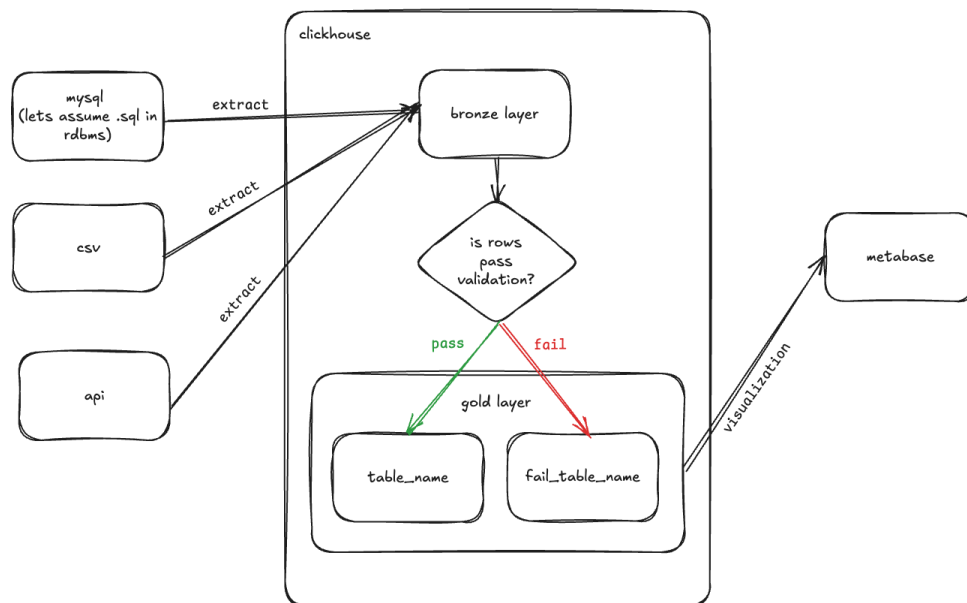 clickhouse
mysql
(lets assume .sql in
rdbms)
extract
bronze layer
csv
extract
is rows
pass
validation?
metabase
api
extract
pass
fail
gold layer
table_name
fail_table_name
visualization